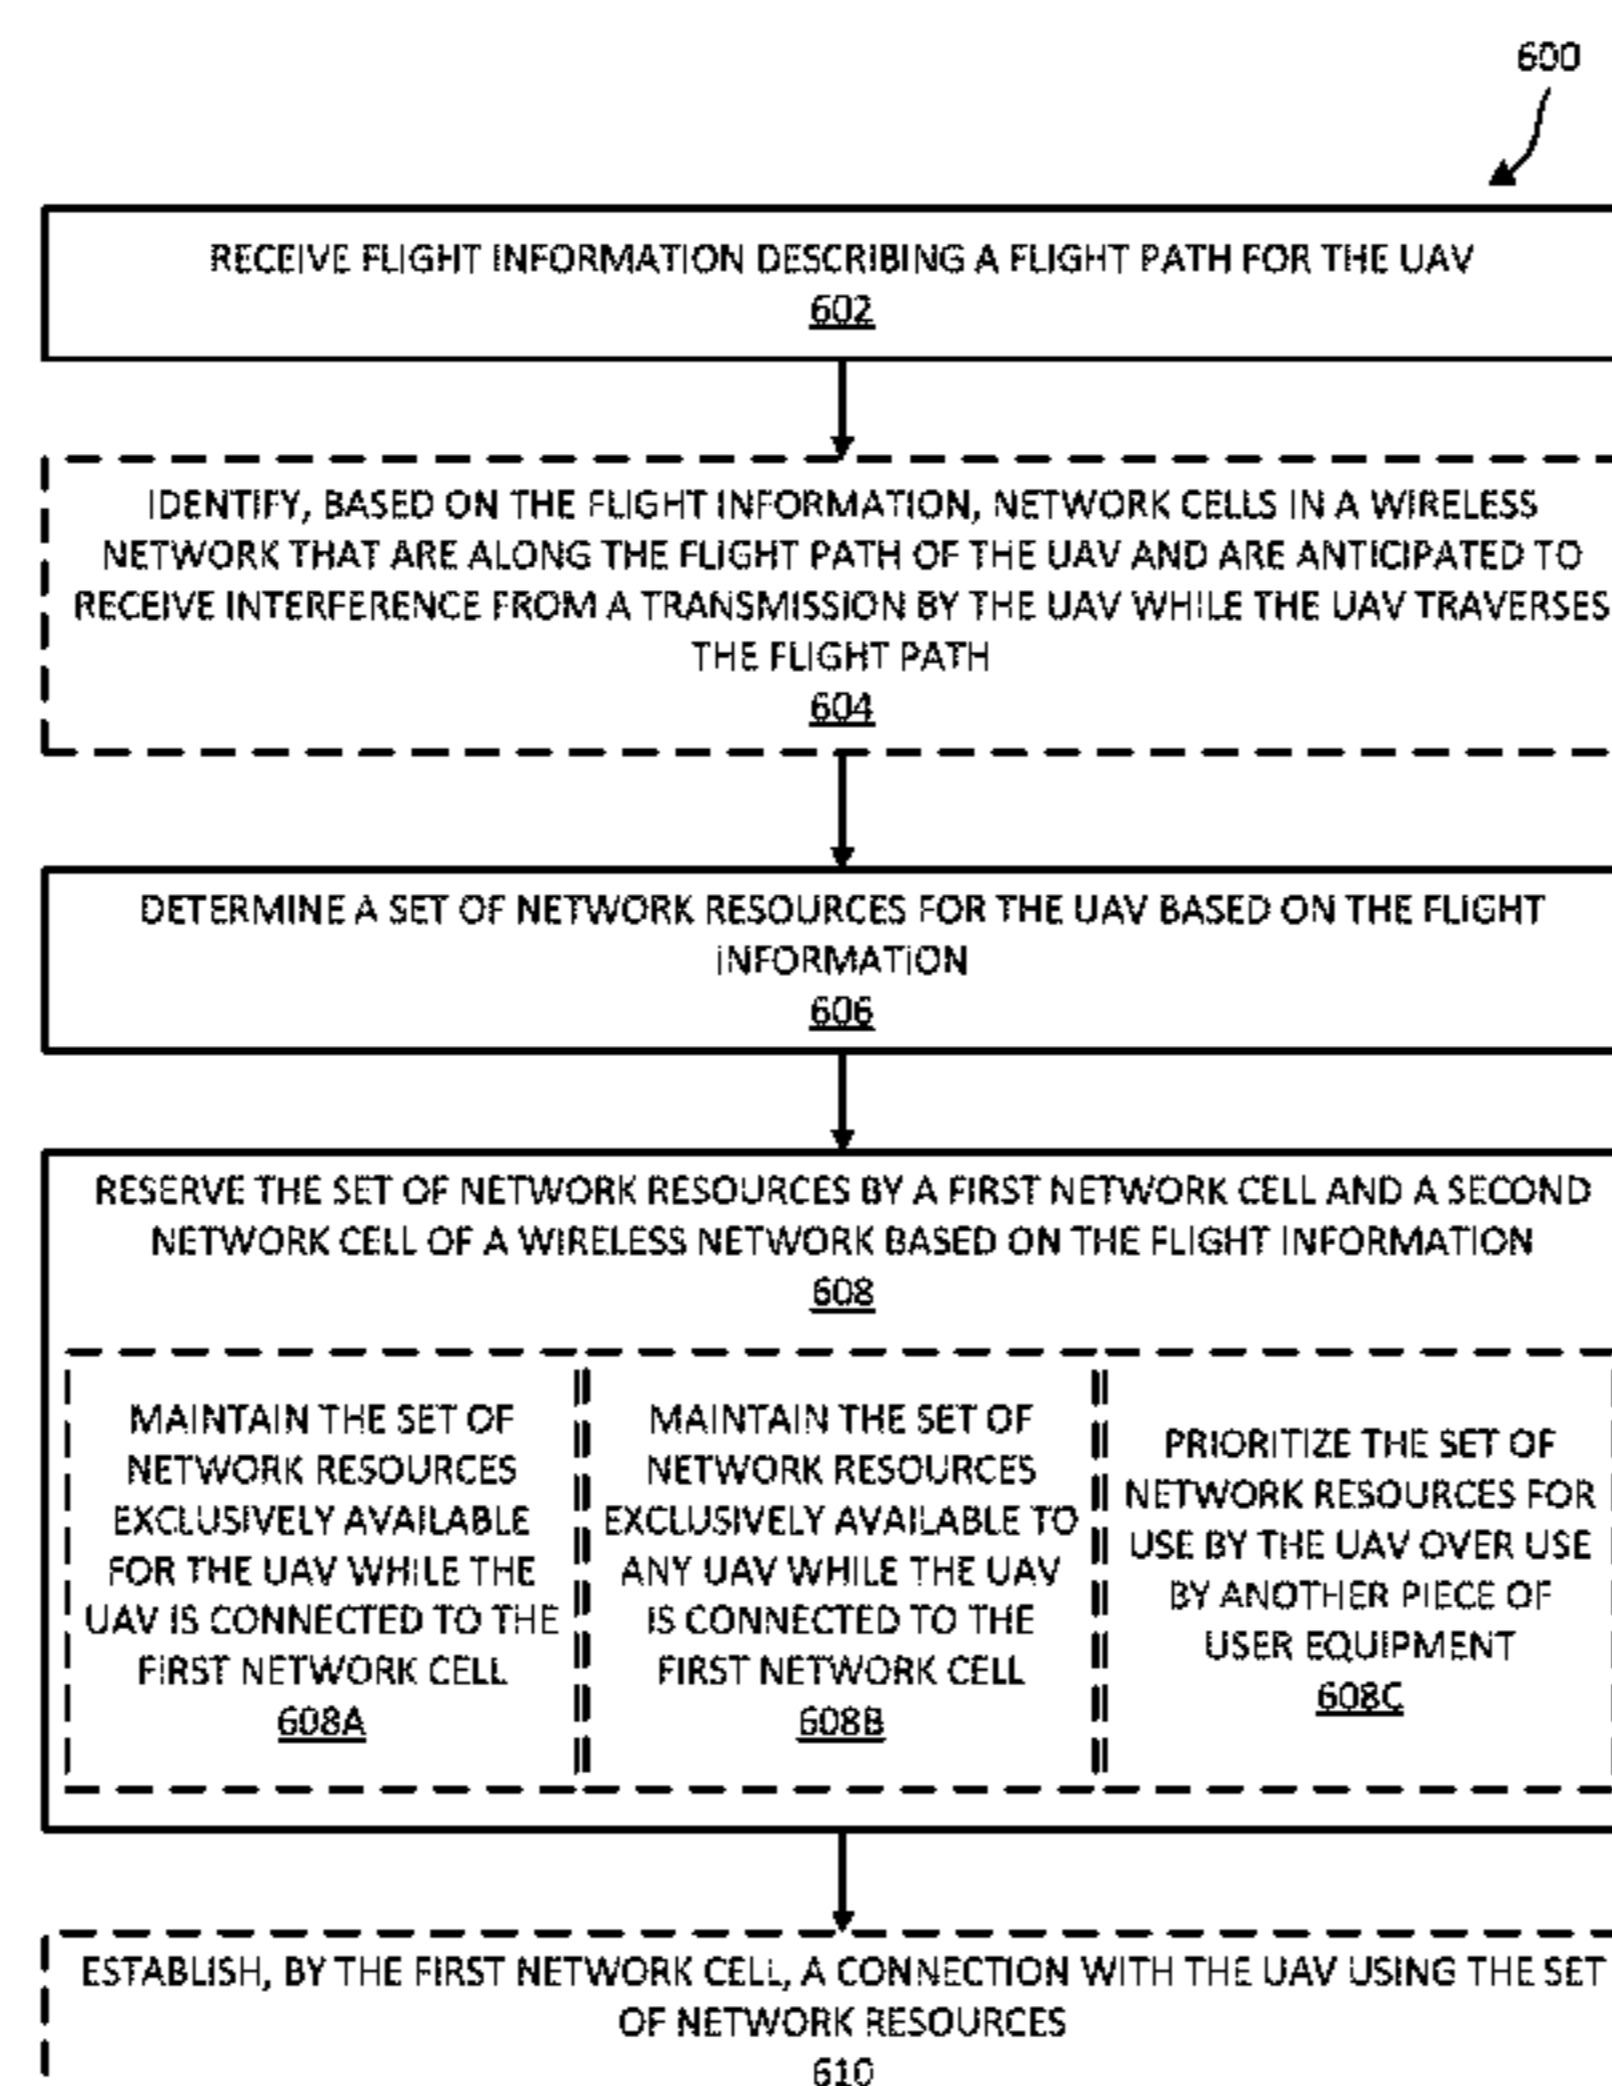 600
RECEIVE FLIGHT INFORMATION DESCRIBING A FLIGHT PATH FOR THE UAV
602
IDENTIFY, BASED ON THE FLIGHT INFORMATION, NETWORK CELLS IN A WIRELESS
NETWORK THAT ARE ALONG THE FLIGHT PATH OF THE UAV AND ARE ANTICIPATED TO
RECEIVE INTERFERENCE FROM A TRANSMISSION BY THE UAV WHILE THE UAV TRAVERSES
THE FLIGHT PATH
604
DETERMINE A SET OF NETWORK RESOURCES FOR THE UAV BASED ON THE FLIGHT
INFORMATION
606
RESERVE THE SET OF NETWORK RESOURCES BY A FIRST NETWORK CELL AND A SECOND
NETWORK CELL OF A WIRELESS NETWORK BASED ON THE FLIGHT INFORMATION
608
MAINTAIN THE SET OF
NETWORK RESOURCES
EXCLUSIVELY AVAILABLE
FOR THE UAV WHILE THE
UAV IS CONNECTED TO THE
FIRST NETWORK CELL
608A
MAINTAIN THE SET OF
NETWORK RESOURCES
EXCLUSIVELY AVAILABLE TO
ANY UAV WHILE THE UAV
IS CONNECTED TO THE
FIRST NETWORK CELL
608B
PRIORITIZE THE SET OF
NETWORK RESOURCES FOR
USE BY THE UAV OVER USE
BY ANOTHER PIECE OF
USER EQUIPMENT
608C
ESTABLISH, BY THE FIRST NETWORK CELL, A CONNECTION WITH THE UAV USING THE SET
OF NETWORK RESOURCES
610